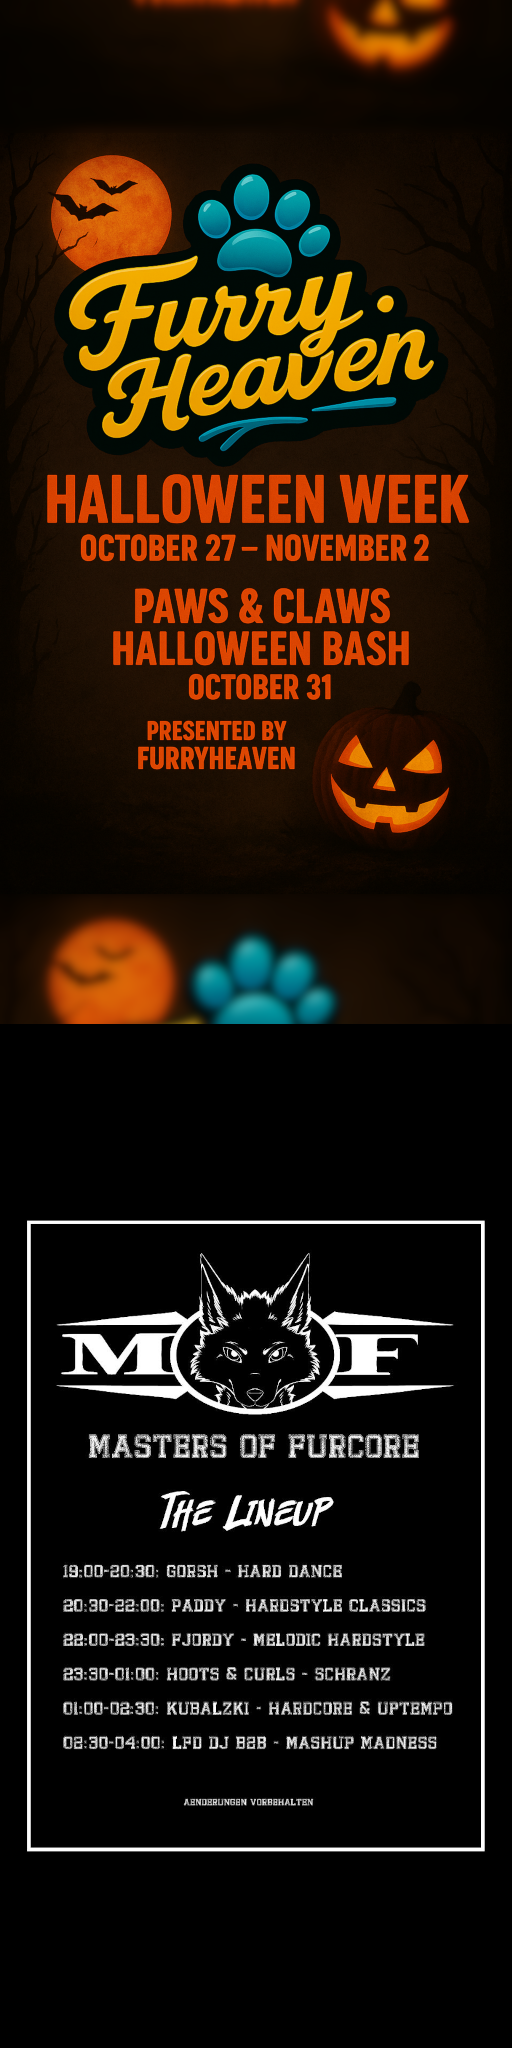 Furry
Heaven
HALLOWEEN WEEK
OCTOBER 27 – NOVEMBER 2
PAWS & CLAWS
HALLOWEEN BASH
OCTOBER 31
PRESENTED BY
FURRYHEAVEN
M F
MASTERS OF FURCORE
THE LINEUP
19:00-20:30: GORSH - HARD DANCE
20:30-22:00: PADDY - HARDSTYLE CLASSICS
22:00-23:30: FJORDY - MELODIC HARDSTYLE
23:30-01:00: HOOTS & CURLS - SCHRANZ
01:00-02:30: KUBALZKI - HARDCORE & UPTEMPO
02:30-04:00: LFD DJ B2B - MASHUP MADNESS
AENDERUNGEN VORBEHALTEN